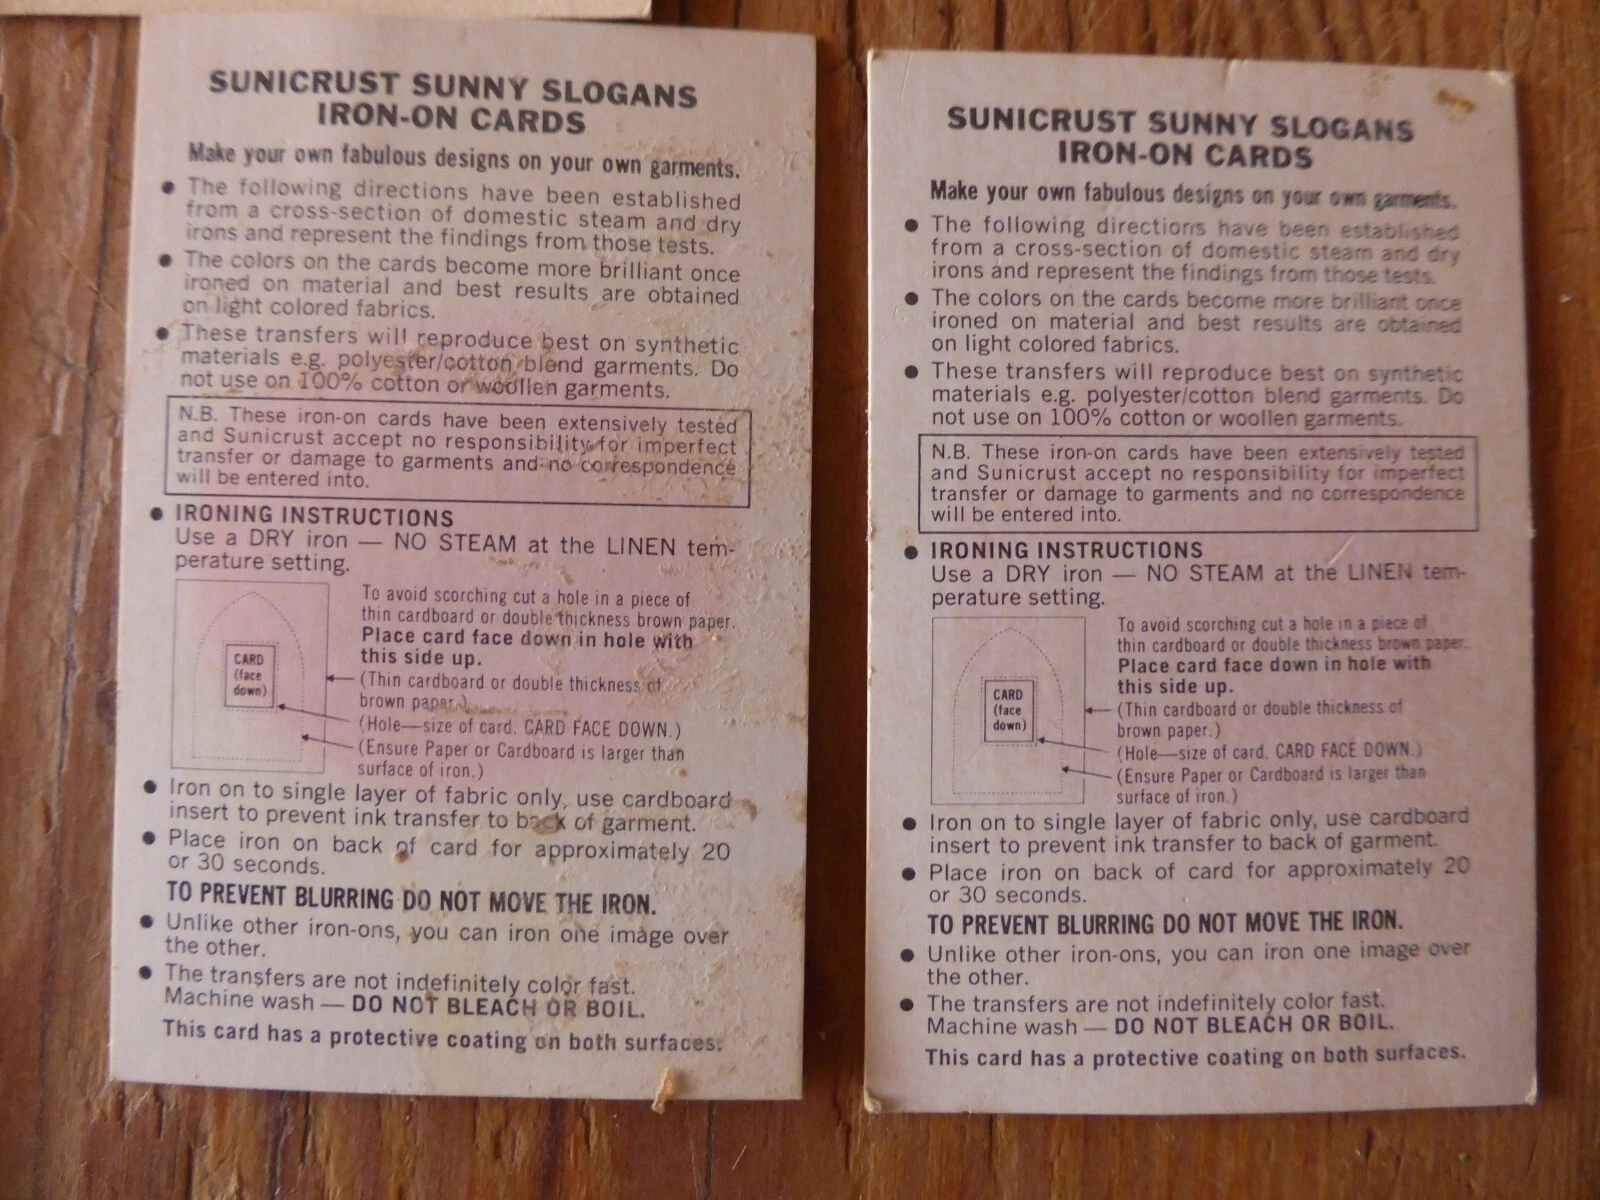 SUNICRUST SUNNY SLOGANS
IRON-ON CARDS
Make your own fabulous designs on your own garments.
● The following directions have been established
from a cross-section of domestic steam and dry
irons and represent the findings from those tests.
● The colors on the cards become more brilliant once
ironed on material and best results are obtained
on light colored fabrics.
● These transfers will reproduce best on synthetic
materials e.g. polyester/cotton blend garments. Do
not use on 100% cotton or woollen garments.
N.B. These iron-on cards have been extensively tested
and Sunicrust accept no responsibility for imperfect
transfer or damage to garments and no correspondence
will be entered into.
● IRONING INSTRUCTIONS
Use a DRY iron — NO STEAM at the LINEN tem-
perature setting.
To avoid scorching cut a hole in a piece of
thin cardboard or double thickness brown paper.
Place card face down in hole with
this side up.
CARD
(face
down)
(Thin cardboard or double thickness of
brown paper.)
(Hole—size of card. CARD FACE DOWN.)
(Ensure Paper or Cardboard is larger than
surface of iron.)
● Iron on to single layer of fabric only, use cardboard
insert to prevent ink transfer to back of garment.
● Place iron on back of card for approximately 20
or 30 seconds.
TO PREVENT BLURRING DO NOT MOVE THE IRON.
● Unlike other iron-ons, you can iron one image over
the other.
● The transfers are not indefinitely color fast.
Machine wash — DO NOT BLEACH OR BOIL.
This card has a protective coating on both surfaces.
SUNICRUST SUNNY SLOGANS
IRON-ON CARDS
Make your own fabulous designs on your own garments.
● The following directions have been established
from a cross-section of domestic steam and dry
irons and represent the findings from those tests.
● The colors on the cards become more brilliant once
ironed on material and best results are obtained
on light colored fabrics.
● These transfers will reproduce best on synthetic
materials e.g. polyester/cotton blend garments. Do
not use on 100% cotton or woollen garments.
N.B. These iron-on cards have been extensively tested
and Sunicrust accept no responsibility for imperfect
transfer or damage to garments and no correspondence
will be entered into.
● IRONING INSTRUCTIONS
Use a DRY iron — NO STEAM at the LINEN tem-
perature setting.
To avoid scorching cut a hole in a piece of
thin cardboard or double thickness brown paper.
Place card face down in hole with
this side up.
CARD
(face
down)
(Thin cardboard or double thickness of
brown paper.)
(Hole—size of card. CARD FACE DOWN.)
(Ensure Paper or Cardboard is larger than
surface of iron.)
● Iron on to single layer of fabric only, use cardboard
insert to prevent ink transfer to back of garment.
● Place iron on back of card for approximately 20
or 30 seconds.
TO PREVENT BLURRING DO NOT MOVE THE IRON.
● Unlike other iron-ons, you can iron one image over
the other.
● The transfers are not indefinitely color fast.
Machine wash — DO NOT BLEACH OR BOIL.
This card has a protective coating on both surfaces.